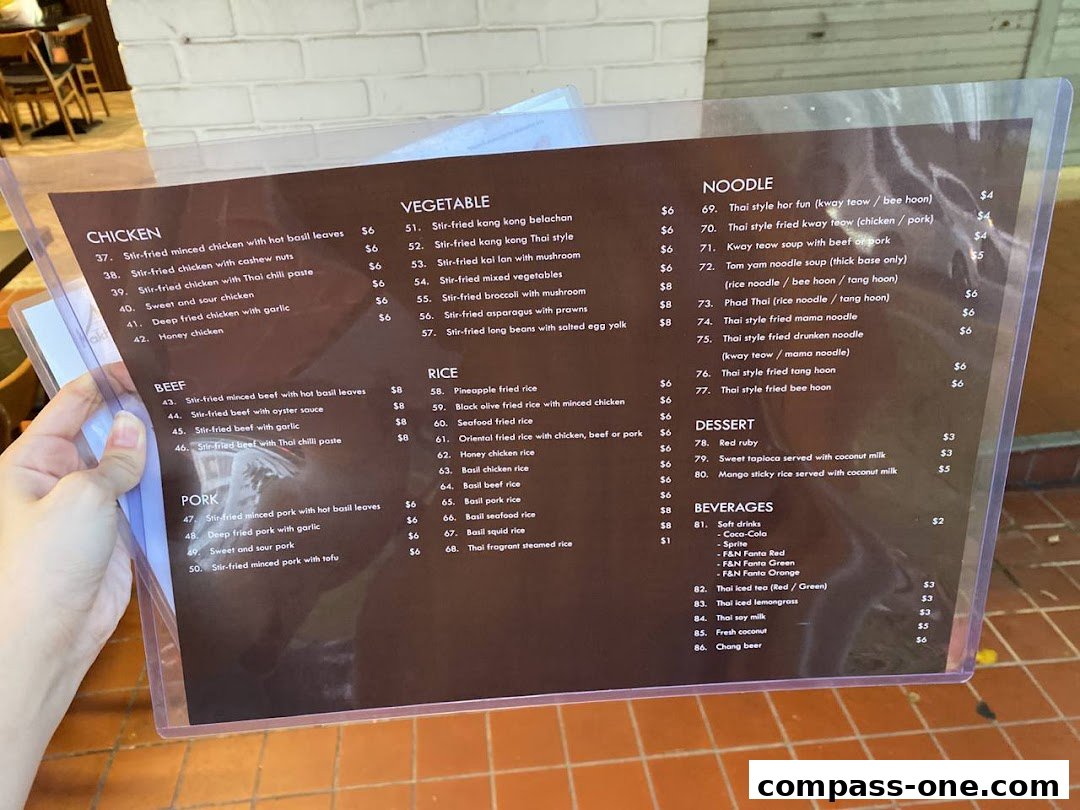 CHICKEN
37. Stir-fried minced chicken with hot basil leaves $6
38. Stir-fried chicken with cashew nuts $6
39. Stir-fried chicken with Thai chili paste $6
40. Sweet and sour chicken $6
41. Deep fried chicken with garlic $6
42. Honey chicken $6
BEEF
43. Stir-fried minced beef with hot basil leaves $8
44. Stir-fried beef with oyster sauce $8
45. Stir-fried beef with garlic $8
46. Stir-fried beef with Thai chilli paste $8
PORK
47. Stir-fried minced pork with hot basil leaves $6
48. Deep fried pork with garlic $6
49. Sweet and sour pork $6
50. Stir-fried minced pork with tofu $6
VEGETABLE
51. Stir-fried kang kong belachan $6
52. Stir-fried kang kong Thai style $6
53. Stir-fried kai lan with mushroom $6
54. Stir-fried mixed vegetables $6
55. Stir-fried broccoli with mushroom $8
56. Stir-fried asparagus with prawns $8
57. Stir-fried long beans with salted egg yolk $8
RICE
58. Pineapple fried rice $6
59. Black olive fried rice with minced chicken $6
60. Seafood fried rice $6
61. Oriental fried rice with chicken, beef or pork $6
62. Honey chicken rice $6
63. Basil chicken rice $6
64. Basil beef rice $6
65. Basil pork rice $6
66. Basil seafood rice $8
67. Basil squid rice $8
68. Thai fragrant steamed rice $1
NOODLE
69. Thai style hor fun (kway teow / bee hoon) $4
70. Thai style fried kway teow (chicken / pork) $4
71. Kway teow soup with beef or pork $4
72. Tom yam noodle soup (thick base only) $5
(rice noodle / bee hoon / tang hoon)
73. Phad Thai (rice noodle / tang hoon) $6
74. Thai style fried mama noodle $6
75. Thai style fried drunken noodle $6
(kway teow / mama noodle)
76. Thai style fried tang hoon $6
77. Thai style fried bee hoon $6
DESSERT
78. Red ruby $3
79. Sweet tapioca served with coconut milk $3
80. Mango sticky rice served with coconut milk $5
BEVERAGES
81. Soft drinks $2
- Coca-Cola
- Sprite
- F&N Fanta Red
- F&N Fanta Green
- F&N Fanta Orange
82. Thai iced tea (Red / Green) $3
83. Thai iced lemongrass $3
84. Thai soy milk $3
85. Fresh coconut $5
86. Chang beer $6
compass-one.com